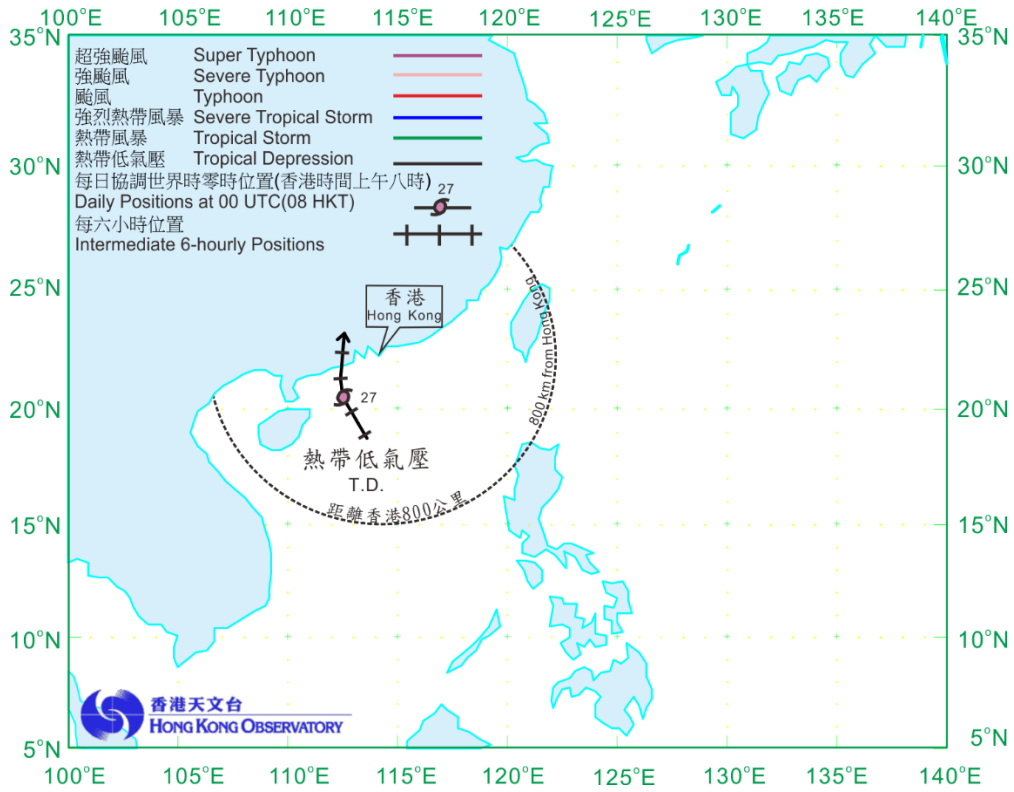 100°E 105°E 110°E 115°E 120°E 125°E 130°E 135°E 140°E
35°N 35°N
超強颱風 Super Typhoon
強颱風 Severe Typhoon
颱風 Typhoon
強烈熱帶風暴 Severe Tropical Storm
熱帶風暴 Tropical Storm
熱帶低氣壓 Tropical Depression
30°N 30°N
每日協調世界時零時位置(香港時間上午八時)
27
Daily Positions at 00 UTC(08 HKT)
每六小時位置
Intermediate 6-hourly Positions
25°N 25°N
香港
Hong Kong
800 km from Hong Kong
27
20°N 20°N
熱帶低氣壓
T.D.
距離香港800公里
15°N 15°N
10°N 10°N
香港天文台
HONG KONG OBSERVATORY
5°N 5°N
100°E 105°E 110°E 115°E 120°E 125°E 130°E 135°E 140°E